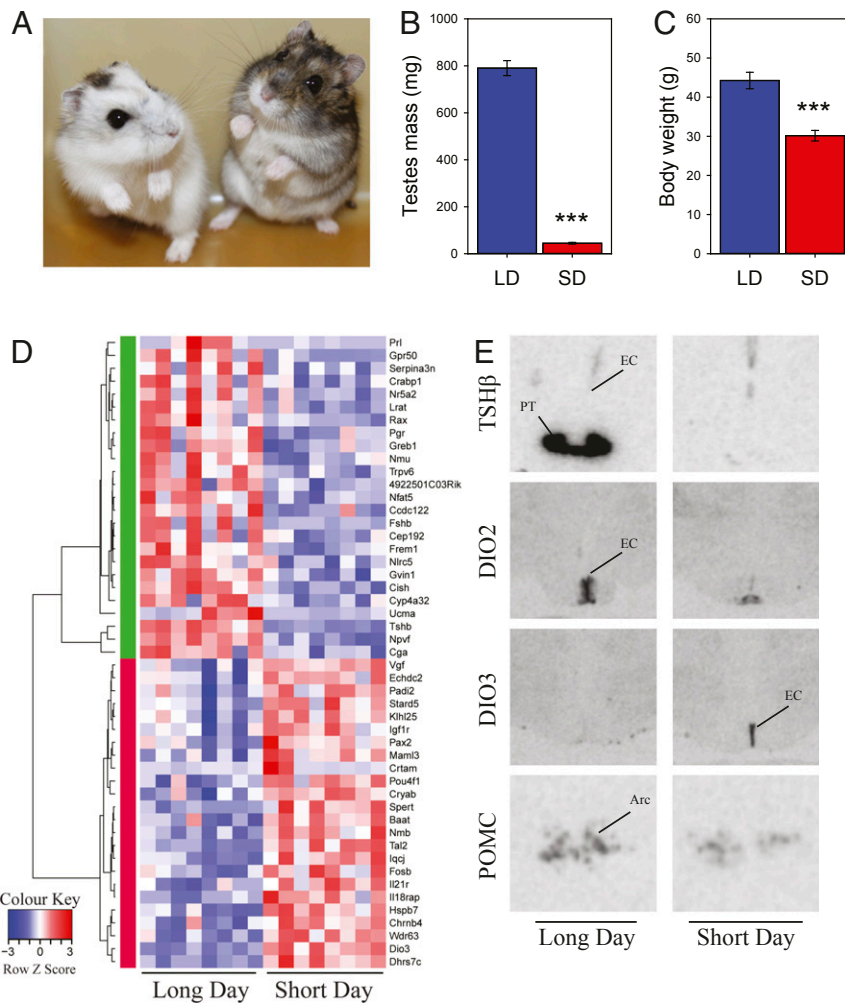 A
B
Testes mass (mg)
1000
800
600
400
200
0
***
LD
SD
C
Body weight (g)
60
50
40
30
20
10
0
***
LD
SD
D
Prl
Gpr50
Serpina3n
Crabp1
Nr5a2
Lrat
Rax
Pgr
Greb1
Nmu
Trpv6
4922501C03Rik
Nfat5
Ccdc122
Fshb
Cep192
Frem1
Nlrc5
Gvin1
Cish
Cyp4a32
Ucma
Tshb
Npvf
Cga
Vgf
Echdc2
Padi2
Stard5
Klhl25
Igf1r
Pax2
Maml3
Crtam
Pou4f1
Cryab
Spert
Baat
Nmb
Tal2
Iqcj
Fosb
Il21r
Il18rap
Hspb7
Chrnb4
Wdr63
Dio3
Dhrs7c
Colour Key
−3 0 3
Row Z Score
Long Day
Short Day
E
TSHβ
EC
PT
DIO2
EC
DIO3
EC
POMC
Arc
Long Day
Short Day